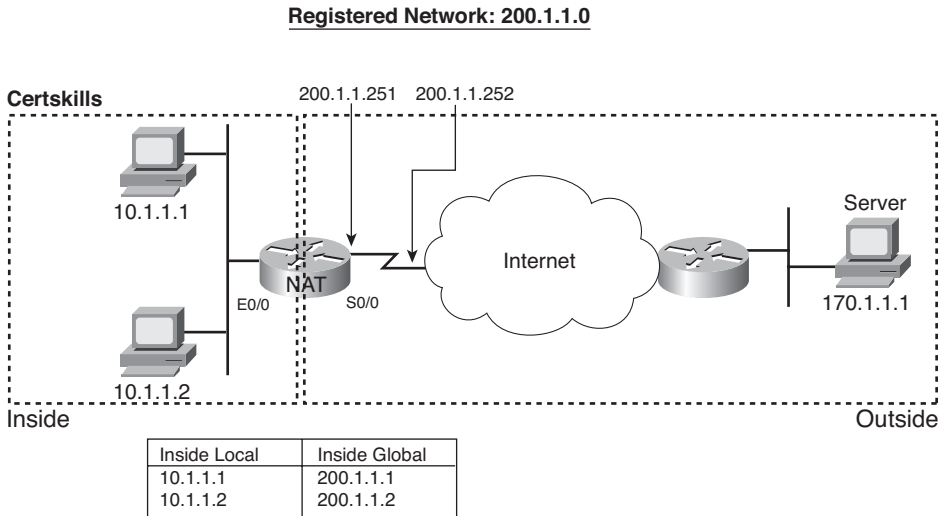 Registered Network: 200.1.1.0
Certskills
200.1.1.251 200.1.1.252
10.1.1.1
Server
Internet
NAT
E0/0 S0/0
170.1.1.1
10.1.1.2
Inside Outside
Inside Local Inside Global
10.1.1.1 200.1.1.1
10.1.1.2 200.1.1.2